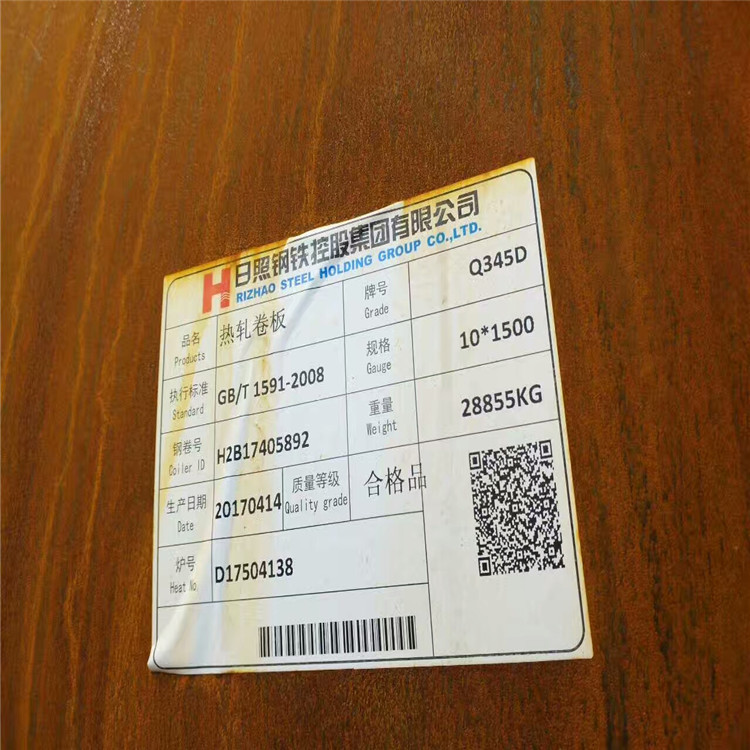 日照钢铁控股集团有限公司
RIZHAO STEEL HOLDING GROUP CO.,LTD.
品名 Products 热轧卷板 牌号 Grade Q345D
执行标准 Standard GB/T 1591-2008 规格 Gauge 10*1500
钢卷号 Coiler ID H2B17405892 重量 Weight 28855KG
生产日期 Date 20170414 质量等级 Quality grade 合格品
炉号 Heat No. D17504138